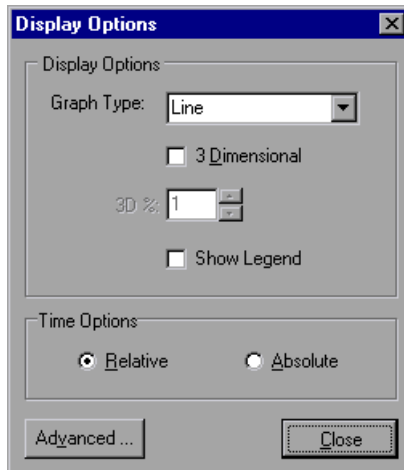 Display Options
Display Options
Graph Type: Line
3 Dimensional
3D %: 1
Show Legend
Time Options
Relative Absolute
Advanced ... Close